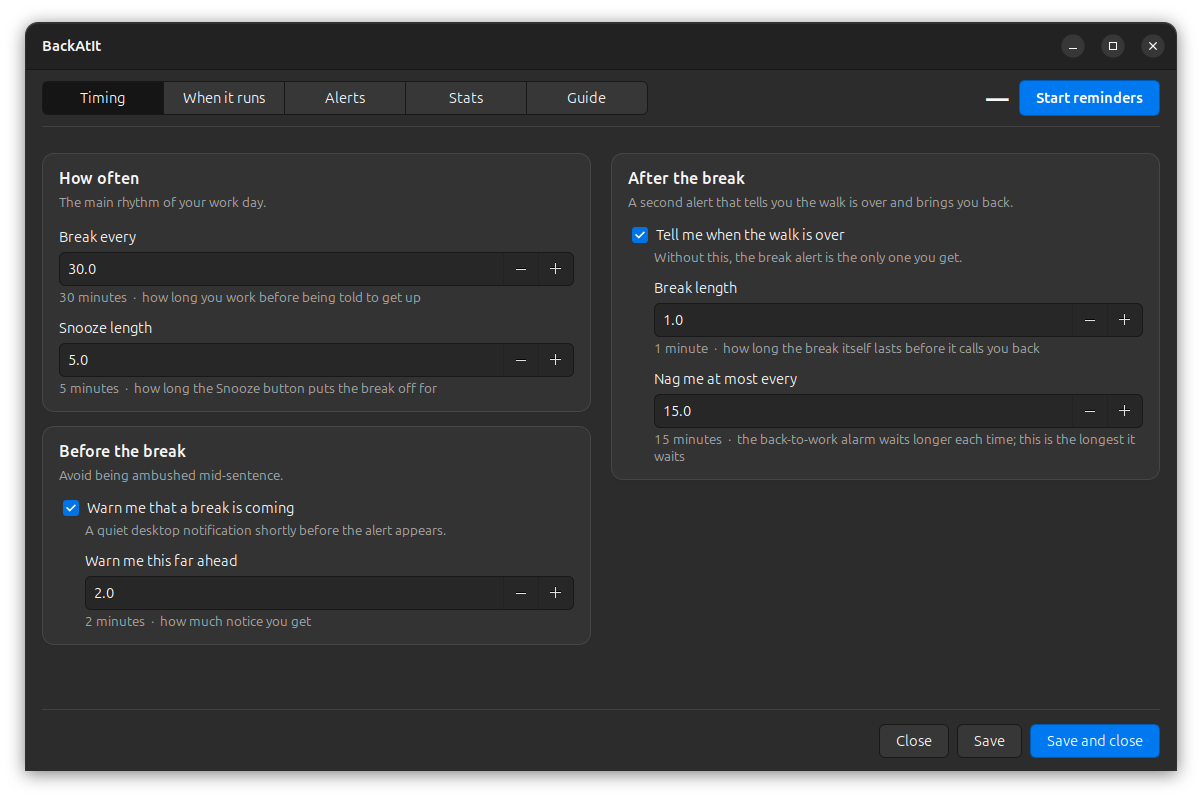 BackAtIt
Timing
When it runs
Alerts
Stats
Guide
—
Start reminders
How often
The main rhythm of your work day.
Break every
30.0
30 minutes · how long you work before being told to get up
Snooze length
5.0
5 minutes · how long the Snooze button puts the break off for
Before the break
Avoid being ambushed mid-sentence.
Warn me that a break is coming
A quiet desktop notification shortly before the alert appears.
Warn me this far ahead
2.0
2 minutes · how much notice you get
After the break
A second alert that tells you the walk is over and brings you back.
Tell me when the walk is over
Without this, the break alert is the only one you get.
Break length
1.0
1 minute · how long the break itself lasts before it calls you back
Nag me at most every
15.0
15 minutes · the back-to-work alarm waits longer each time; this is the longest it
waits
Close
Save
Save and close